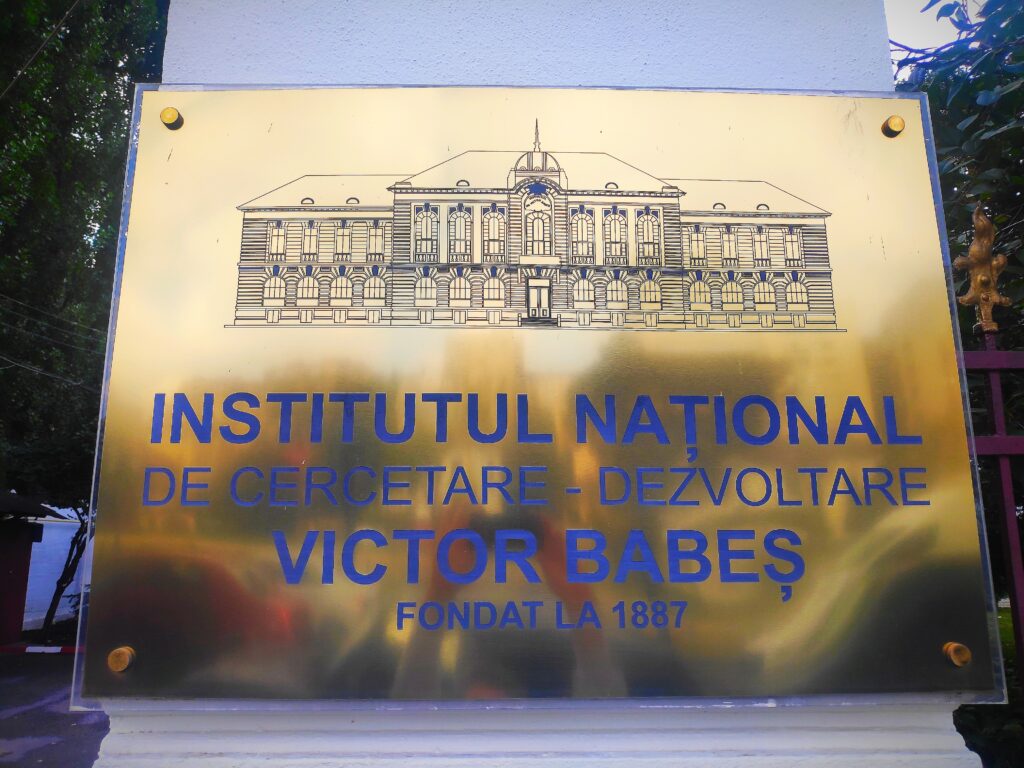 INSTITUTUL NAȚIONAL
DE CERCETARE - DEZVOLTARE
VICTOR BABEȘ
FONDAT LA 1887